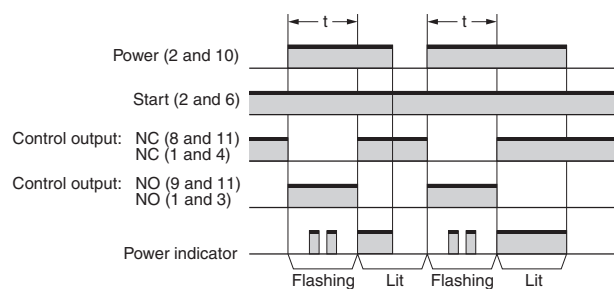 t
t
Power (2 and 10)
Start (2 and 6)
Control output: NC (8 and 11)
NC (1 and 4)
Control output: NO (9 and 11)
NO (1 and 3)
Power indicator
Flashing Lit Flashing Lit